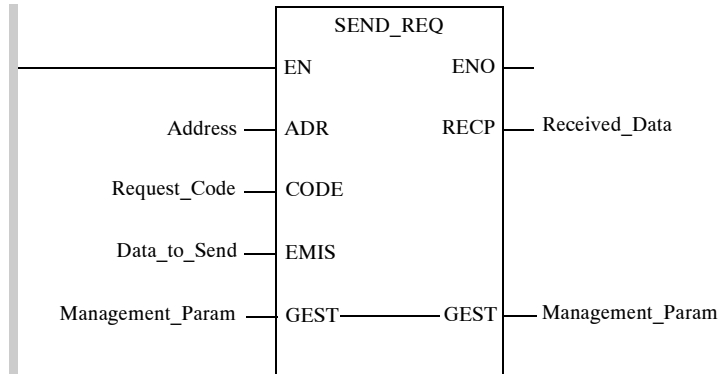 SEND_REQ
EN ENO
Address ADR RECP Received_Data
Request_Code CODE
Data_to_Send EMIS
Management_Param GEST GEST Management_Param